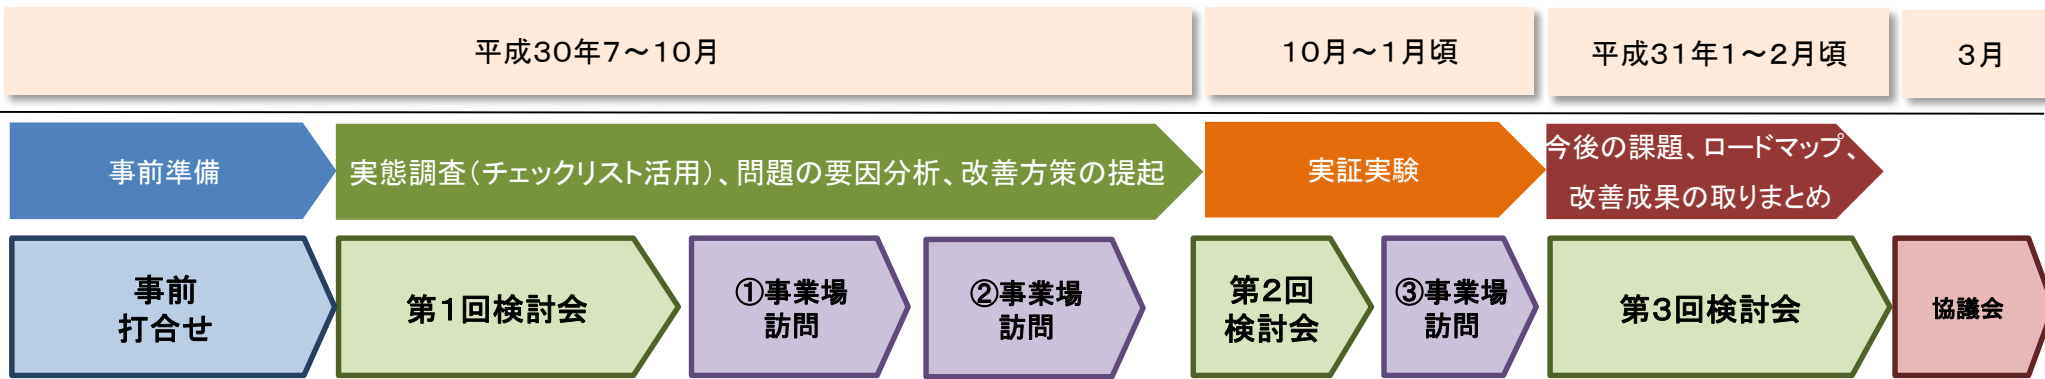 平成30年7～10月
10月～1月頃
平成31年1～2月頃
3月
事前準備
実態調査(チェックリスト活用)、問題の要因分析、改善方策の提起
実証実験
今後の課題、ロードマップ、
改善成果の取りまとめ
事前
打合せ
第1回検討会
①事業場
訪問
②事業場
訪問
第2回
検討会
③事業場
訪問
第3回検討会
協議会